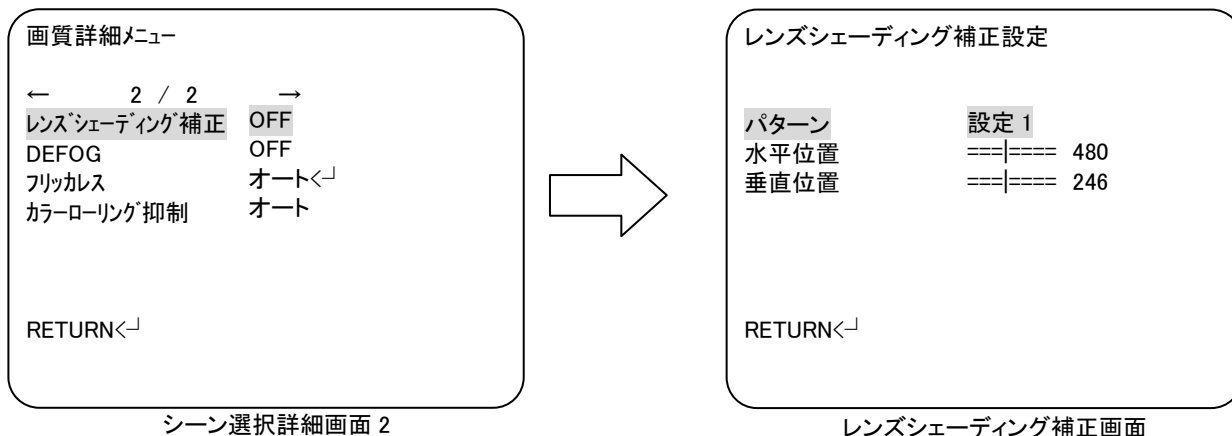 画質詳細ﾒﾆｭｰ
← 2 / 2 →
ﾚﾝｽﾞｼｪｰﾃﾞｨﾝｸﾞ補正 OFF
DEFOG OFF
ﾌﾘｯｶﾚｽ オート<┘
ｶﾗｰﾛｰﾘﾝｸﾞ抑制 オート
RETURN<┘
シーン選択詳細画面 2
レンズシェーディング補正設定
パターン 設定 1
水平位置 ===|==== 480
垂直位置 ===|==== 246
RETURN<┘
レンズシェーディング補正画面